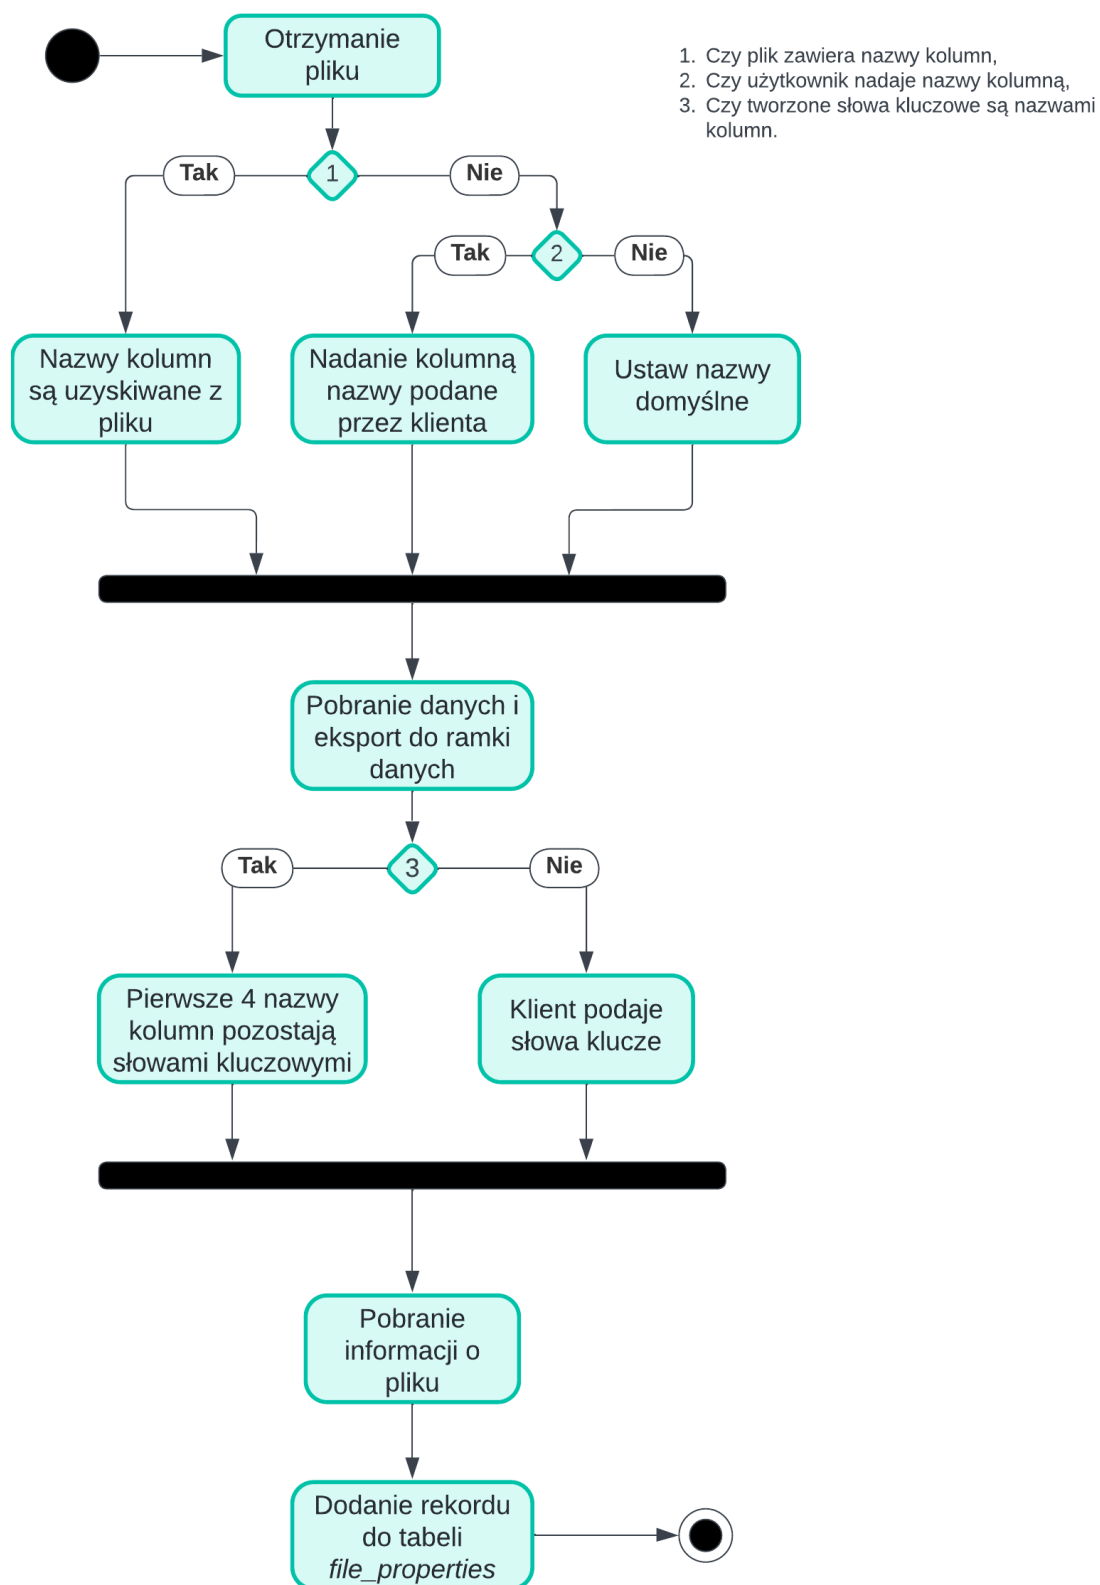 Otrzymanie
pliku
1. Czy plik zawiera nazwy kolumn,
2. Czy użytkownik nadaje nazwy kolumną,
3. Czy tworzone słowa kluczowe są nazwami
kolumn.
Tak
1
Nie
Tak
2
Nie
Nazwy kolumn
są uzyskiwane z
pliku
Nadanie kolumną
nazwy podane
przez klienta
Ustaw nazwy
domyślne
Pobranie danych i
eksport do ramki
danych
Tak
3
Nie
Pierwsze 4 nazwy
kolumn pozostają
słowami kluczowymi
Klient podaje
słowa klucze
Pobranie
informacji o
pliku
Dodanie rekordu
do tabeli
file_properties